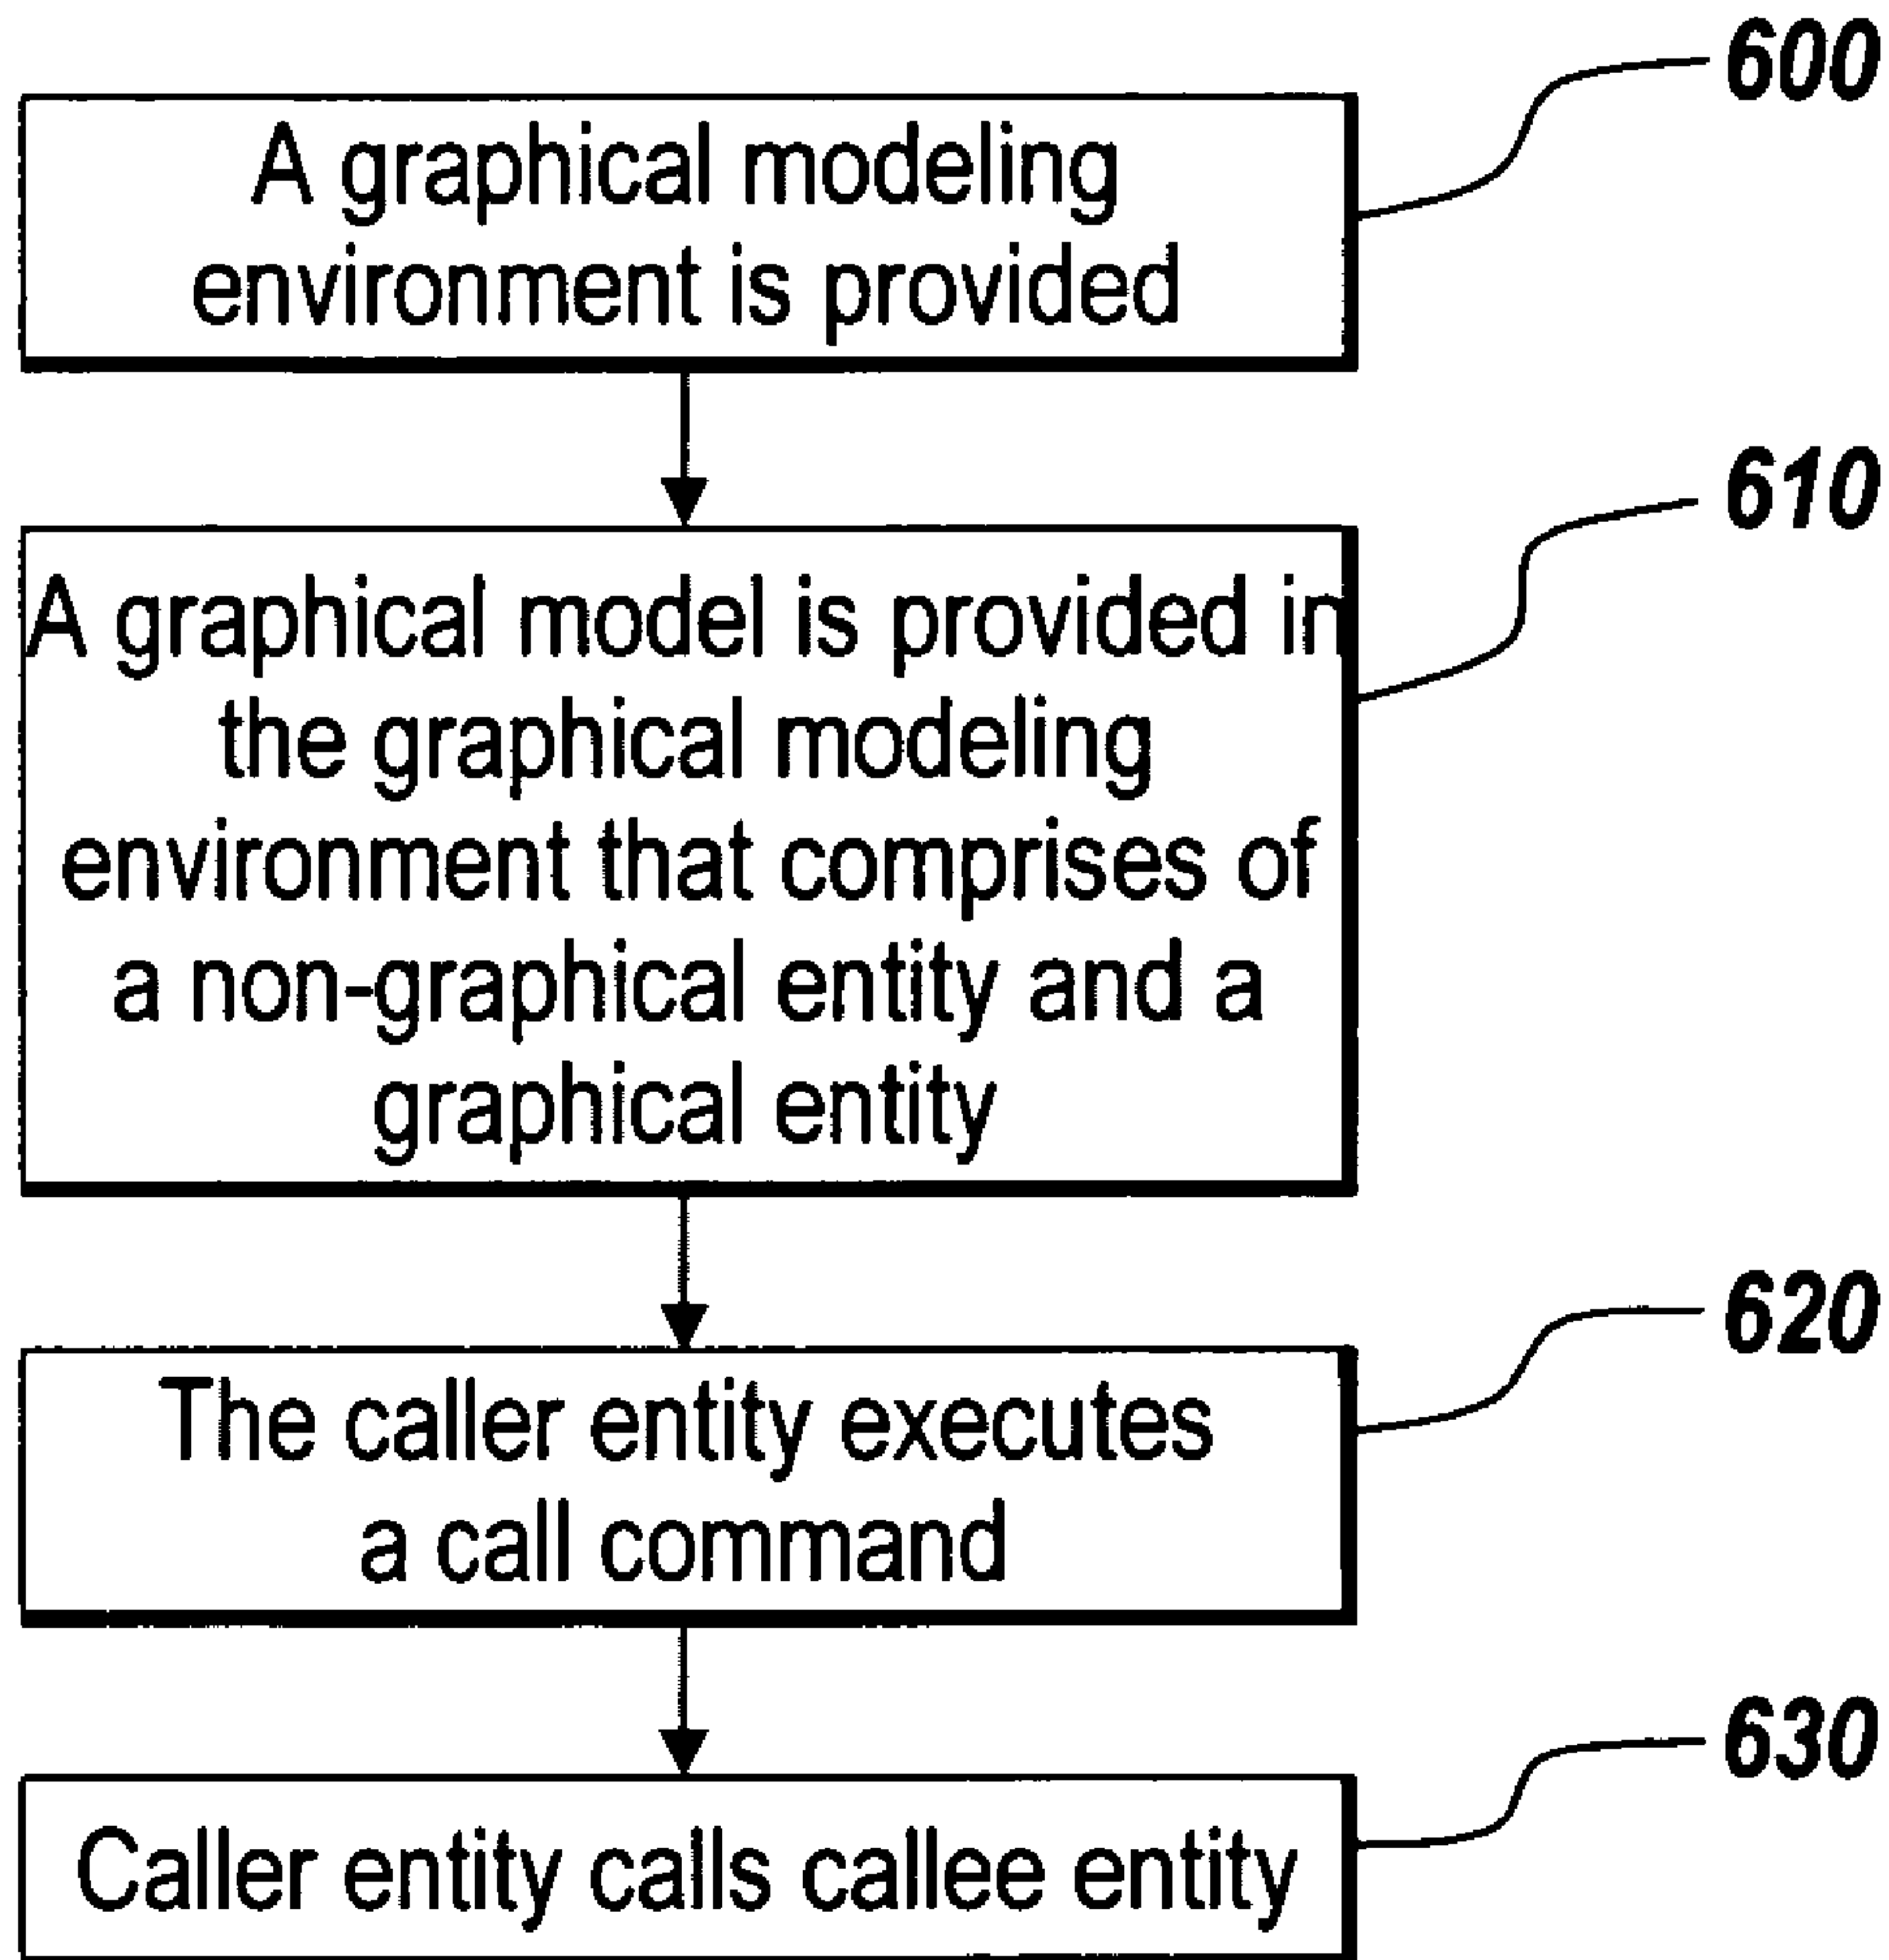 600
A graphical modeling
environment is provided
610
A graphical model is provided in
the graphical modeling
environment that comprises of
a non-graphical entity and a
graphical entity
620
The caller entity executes
a call command
630
Caller entity calls callee entity